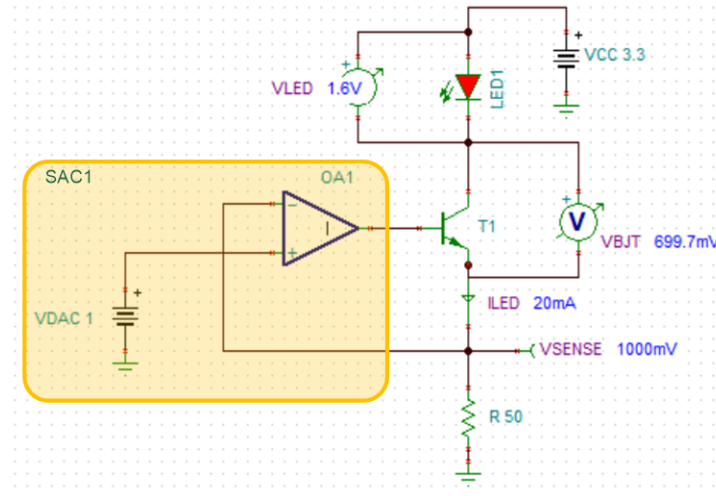 VCC 3.3
VLED 1.6V
LED1
SAC1
OA1
T1
V
VBJT 699.7mV
ILED 20mA
VDAC 1
VSENSE 1000mV
R 50